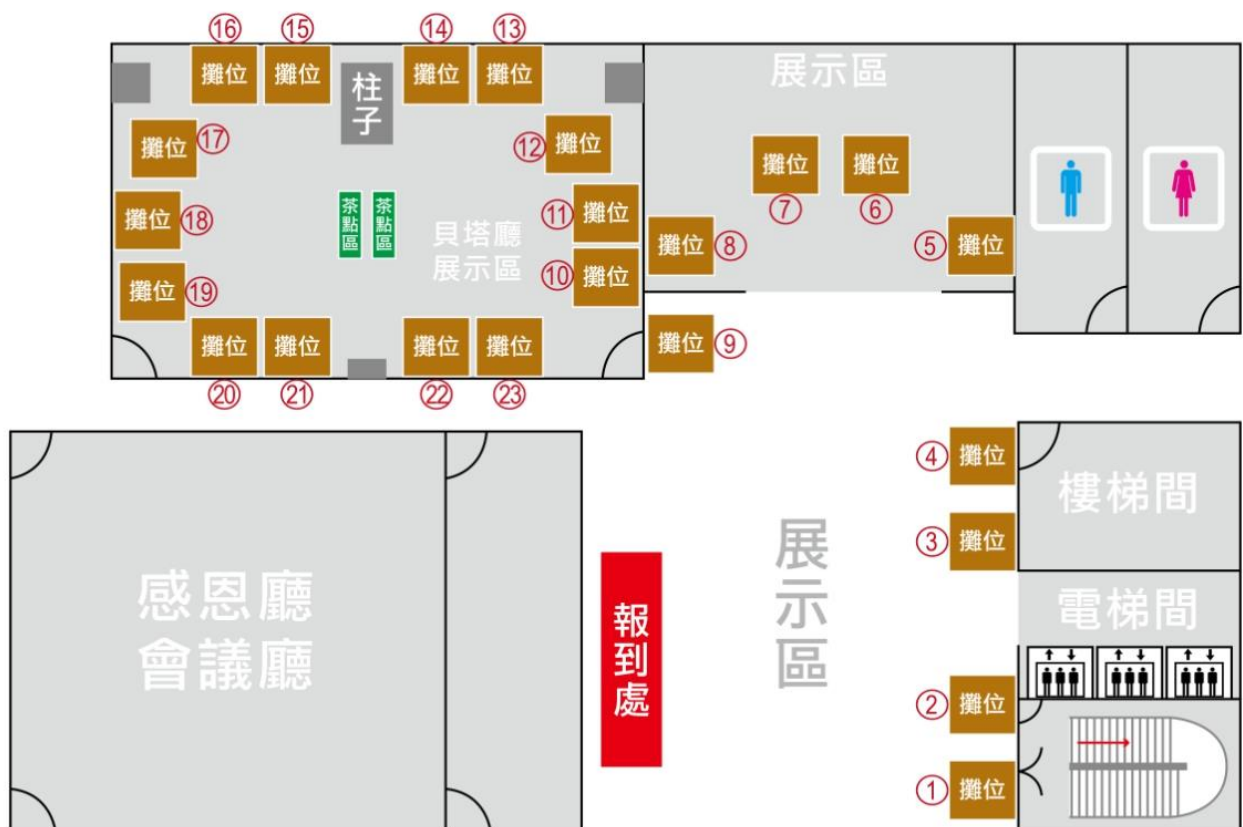 ⑯ ⑮ ⑭ ⑬
攤位 攤位 柱子 攤位 攤位 展示區
攤位 ⑰ ⑫ 攤位 攤位 攤位
⑦ ⑥
攤位 ⑱ 茶點區 茶點區 ⑪ 攤位
貝塔廳
展示區
攤位 ⑧ ⑤ 攤位
攤位 ⑲ ⑩ 攤位
攤位 攤位 攤位 攤位 攤位 ⑨
⑳ ㉑ ㉒ ㉓
④ 攤位
樓梯間
③ 攤位
感恩廳
會議廳
報到處
展示區
電梯間
② 攤位
① 攤位